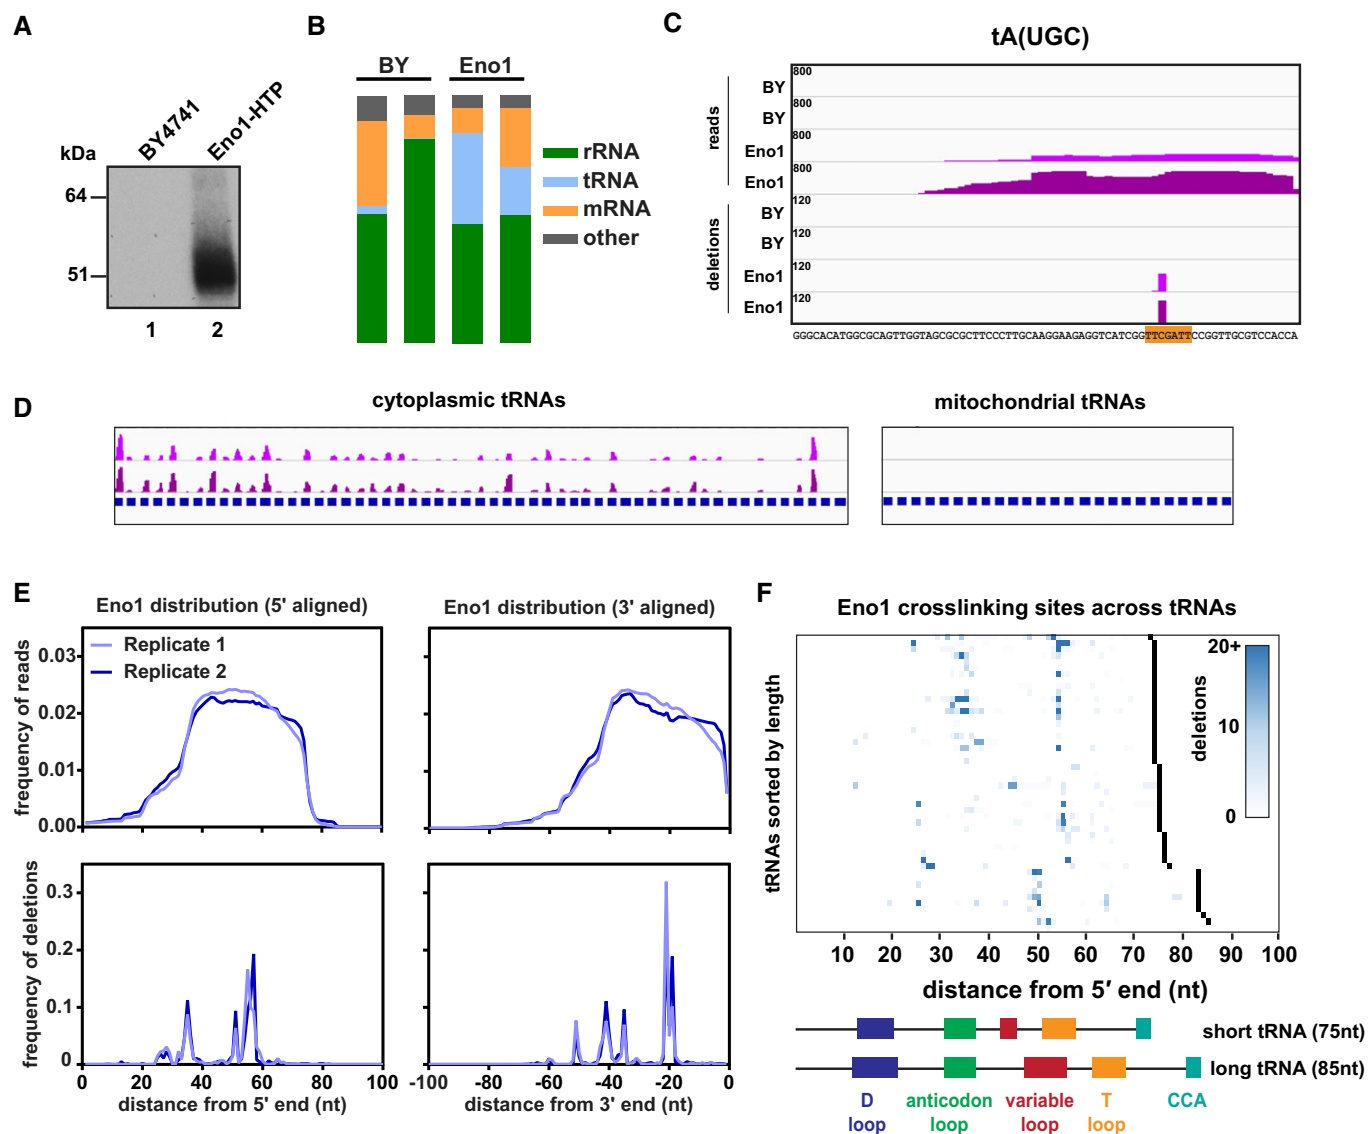 A
BY4741
Eno1-HTP
kDa
64
51
1
2
B
BY
Eno1
rRNA
tRNA
mRNA
other
C
tA(UGC)
reads
deletions
800
BY
800
BY
800
Eno1
800
Eno1
120
BY
120
BY
120
Eno1
120
Eno1
GGGCACATGGCGCAGTTGGTAGCGCGCTTCCCTTGCAAGGAAGAGGTCATCGGTTCGATTCCGGTTGCGTCCACCA
D
cytoplasmic tRNAs
mitochondrial tRNAs
E
Eno1 distribution (5' aligned)
Eno1 distribution (3' aligned)
Replicate 1
Replicate 2
frequency of reads
0.03
0.02
0.01
0.00
frequency of deletions
0.3
0.2
0.1
0
0 20 40 60 80 100
distance from 5' end (nt)
-100 -80 -60 -40 -20 0
distance from 3' end (nt)
F
Eno1 crosslinking sites across tRNAs
tRNAs sorted by length
20+
10
0
deletions
10 20 30 40 50 60 70 80 90 100
distance from 5′ end (nt)
short tRNA (75nt)
long tRNA (85nt)
D loop
anticodon loop
variable loop
T loop
CCA